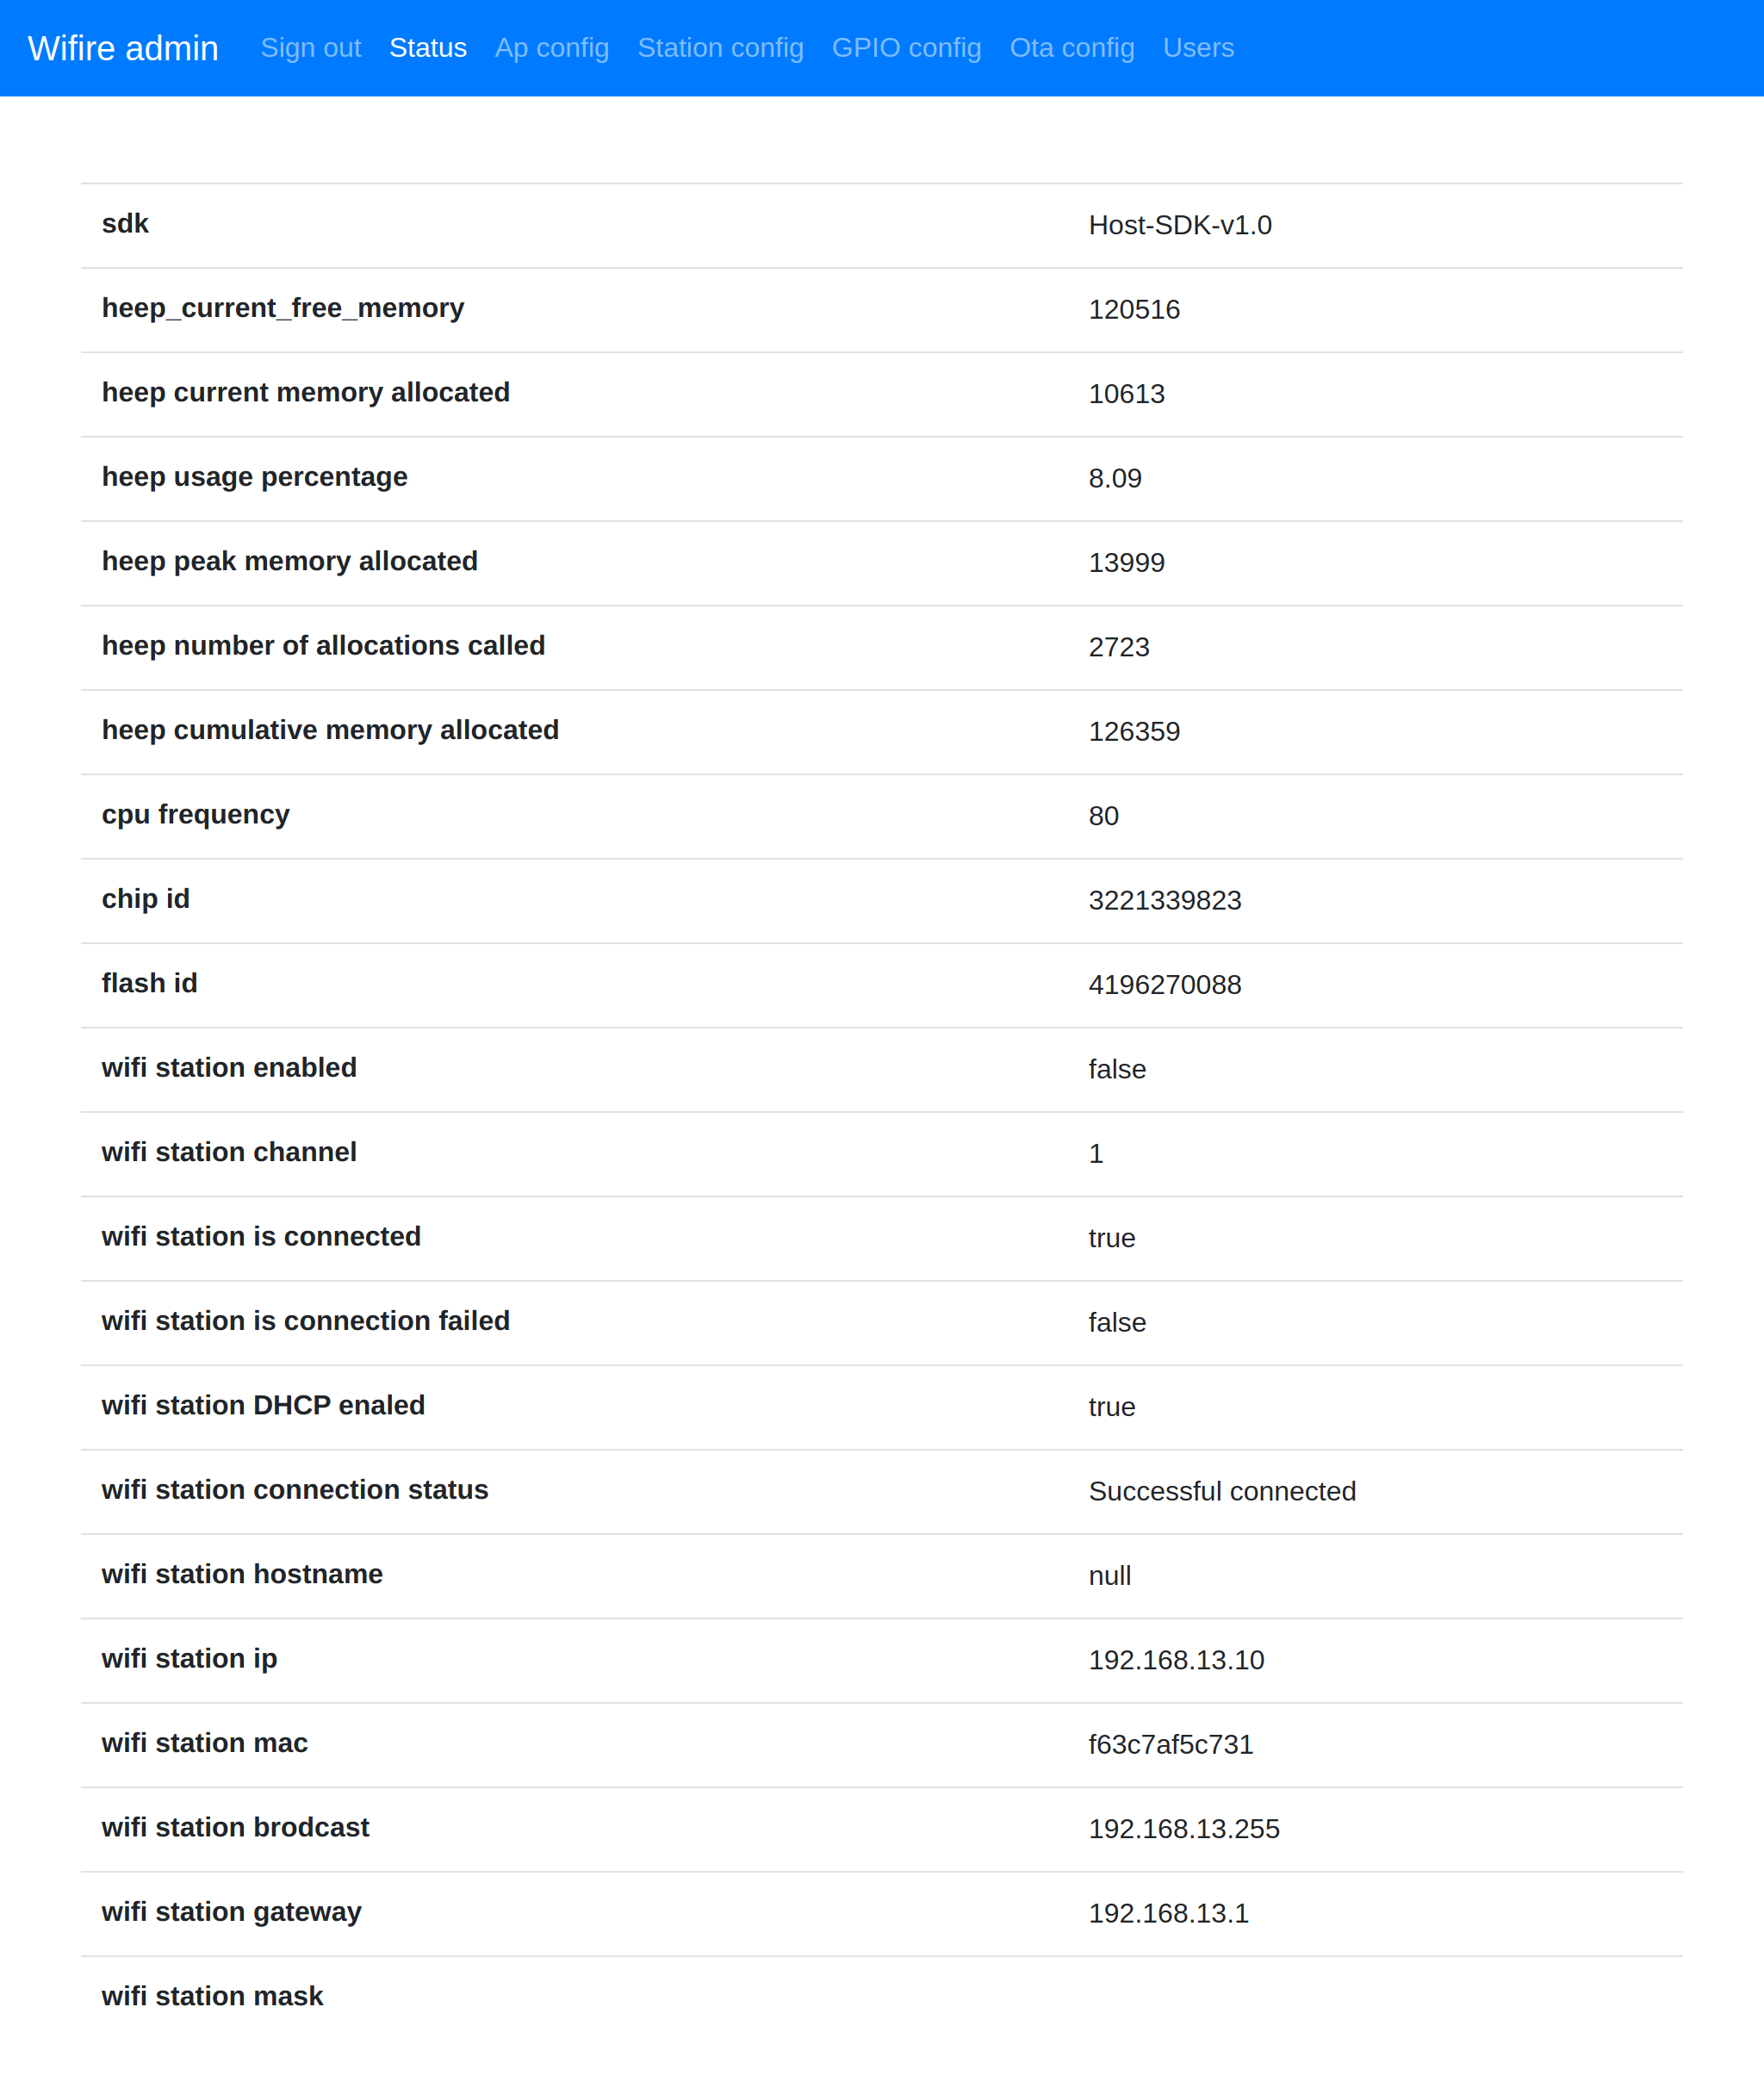 Wifire admin Sign out Status Ap config Station config GPIO config Ota config Users
sdk Host-SDK-v1.0
heep_current_free_memory 120516
heep current memory allocated 10613
heep usage percentage 8.09
heep peak memory allocated 13999
heep number of allocations called 2723
heep cumulative memory allocated 126359
cpu frequency 80
chip id 3221339823
flash id 4196270088
wifi station enabled false
wifi station channel 1
wifi station is connected true
wifi station is connection failed false
wifi station DHCP enaled true
wifi station connection status Successful connected
wifi station hostname null
wifi station ip 192.168.13.10
wifi station mac f63c7af5c731
wifi station brodcast 192.168.13.255
wifi station gateway 192.168.13.1
wifi station mask